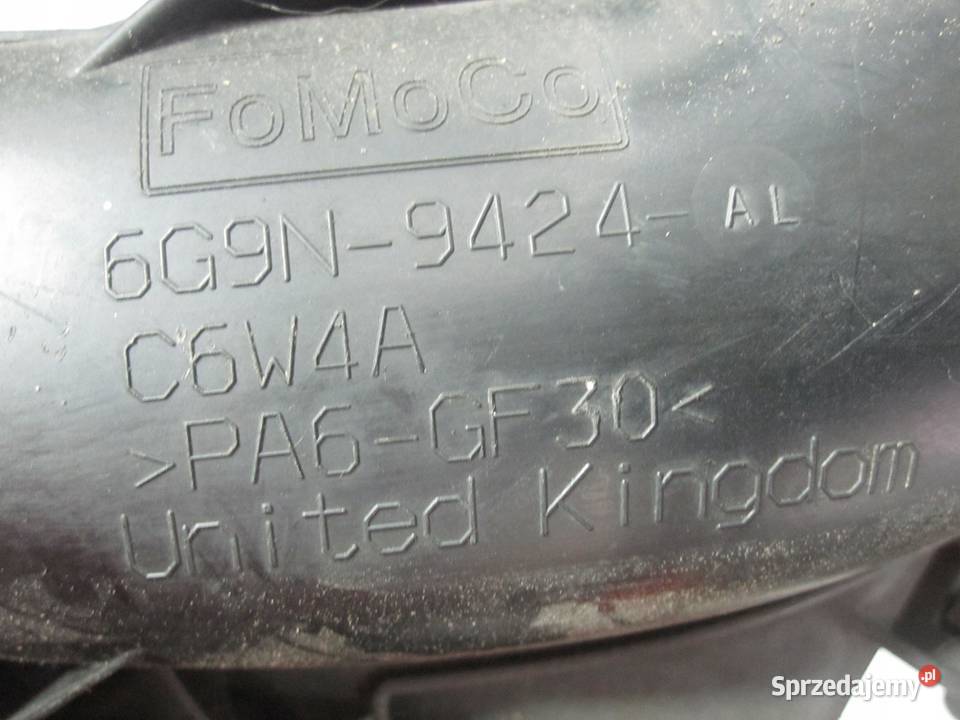 FoMoCo
6G9N-9424-AL
C6W4A
>PA6-GF30<
United Kingdom
Sprzedajemy.pl